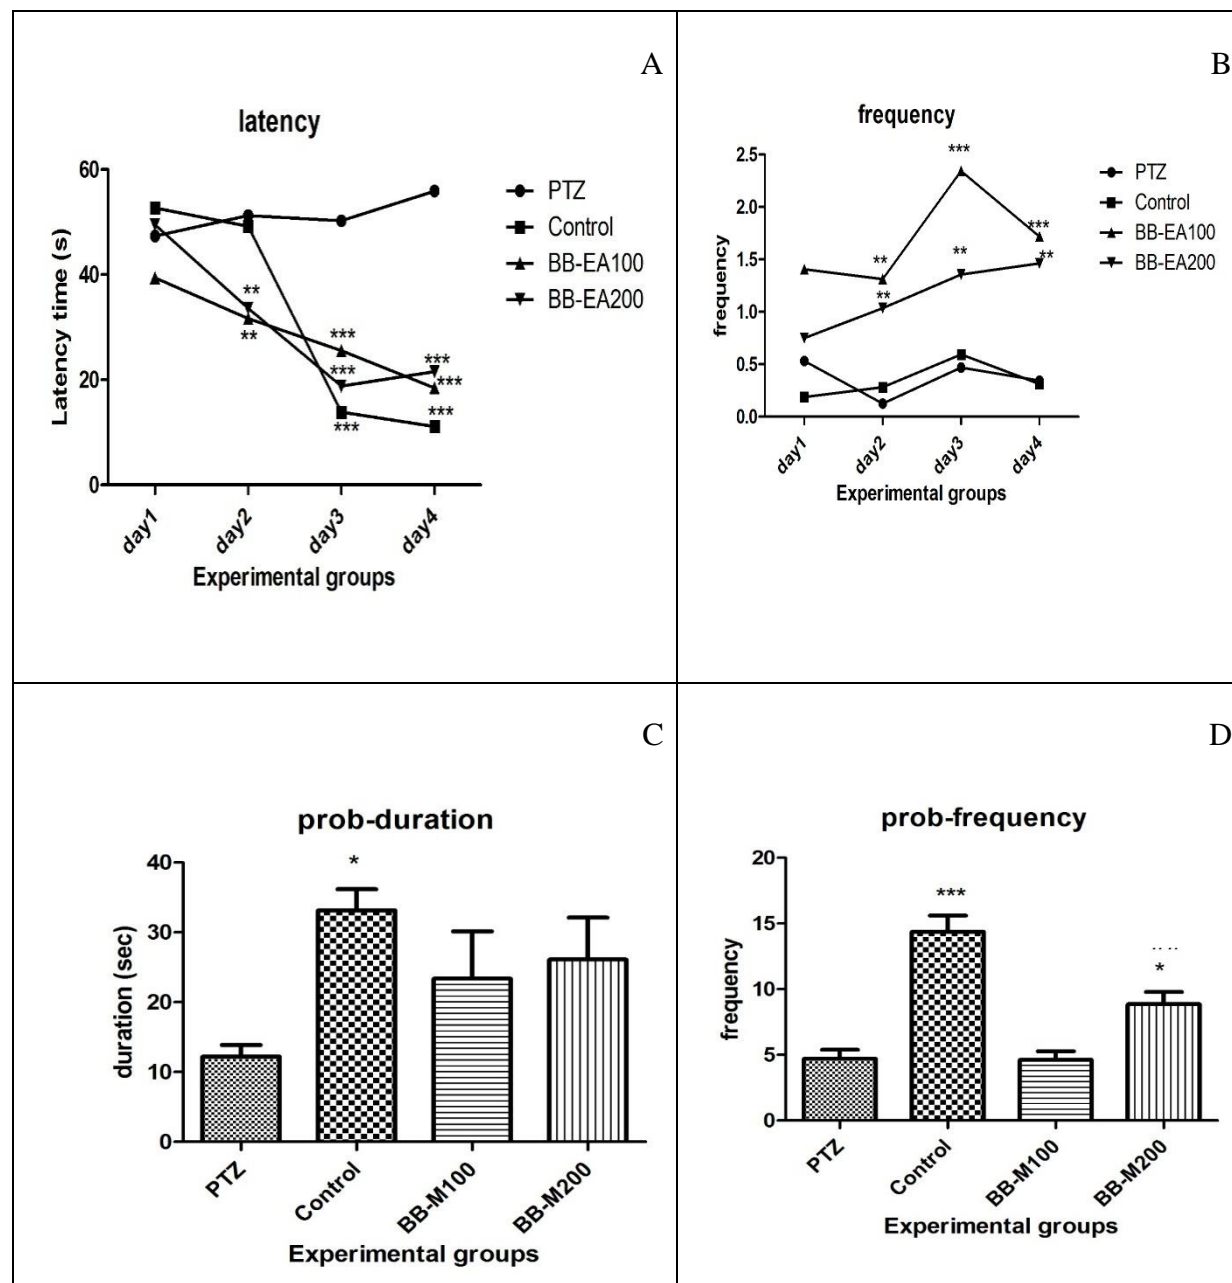 A
latency
60
40
20
0
Latency time (s)
**
**
***
***
***
***
***
***
day1
day2
day3
day4
Experimental groups
PTZ
Control
BB-EA100
BB-EA200
B
frequency
2.5
2.0
1.5
1.0
0.5
0.0
frequency
***
***
**
**
**
**
day1
day2
day3
day4
Experimental groups
PTZ
Control
BB-EA100
BB-EA200
C
prob-duration
40
30
20
10
0
duration (sec)
*
PTZ
Control
BB-M100
BB-M200
Experimental groups
D
prob-frequency
20
15
10
5
0
frequency
***
*
PTZ
Control
BB-M100
BB-M200
Experimental groups